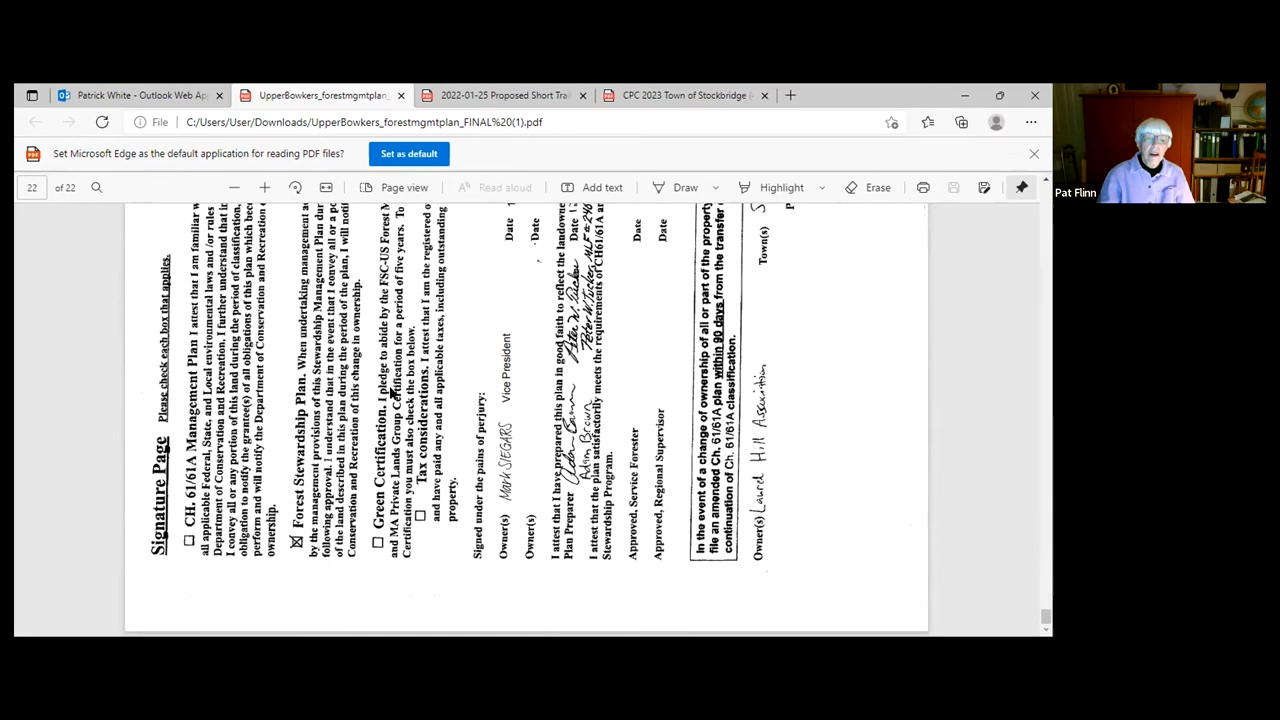 Patrick White - Outlook Web Ap
UpperBowkers_forestmgmtplan_
2022-01-25 Proposed Short Trai
CPC 2023 Town of Stockbridge
File
C:/Users/User/Downloads/UpperBowkers_forestmgmtplan_FINAL%20(1).pdf
Set Microsoft Edge as the default application for reading PDF files?
Set as default
22 of 22
Page view
Read aloud
Add text
Draw
Highlight
Erase
Pat Flinn
Signature Page Please check each box that applies.
CH. 61/61A Management Plan I attest that I am familiar w
all applicable Federal, State, and Local environmental laws and /or rules
Department of Conservation and Recreation. I further understand that in
I convey all or any portion of this land during the period of classification,
obligation to notify the grantee(s) of all obligations of this plan which beco
perform and will notify the Department of Conservation and Recreation o
ownership.
Forest Stewardship Plan. When undertaking management a
by the management provisions of this Stewardship Management Plan dur
following approval. I understand that in the event that I convey all or a po
of the land described in this plan during the period of the plan, I will notif
Conservation and Recreation of this change in ownership.
Green Certification. I pledge to abide by the FSC-US Forest M
and MA Private Lands Group Certification for a period of five years. To
Certification you must also check the box below.
Tax considerations. I attest that I am the registered o
and have paid any and all applicable taxes, including outstanding
property.
Signed under the pains of perjury:
Owner(s) Mark SIEGARS Vice President Date 1
Owner(s) Date
I attest that I have prepared this plan in good faith to reflect the landowne
Plan Preparer Date
Adam Brown
I attest that the plan satisfactorily meets the requirements of CH61/61A an
Stewardship Program.
Approved, Service Forester Date
Approved, Regional Supervisor Date
In the event of a change of ownership of all or part of the property
file an amended Ch. 61/61A plan within 90 days from the transfer
continuation of Ch. 61/61A classification.
Owner(s) Laurel Hill Association Town(s) S
P